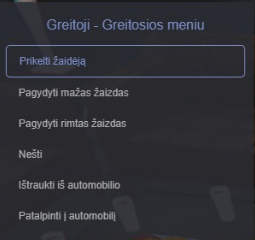 Greitoji - Greitosios meniu
Prikelti žaidėją
Pagydyti mažas žaizdas
Pagydyti rimtas žaizdas
Nešti
Ištraukti iš automobilio
Patalpinti į automobilį